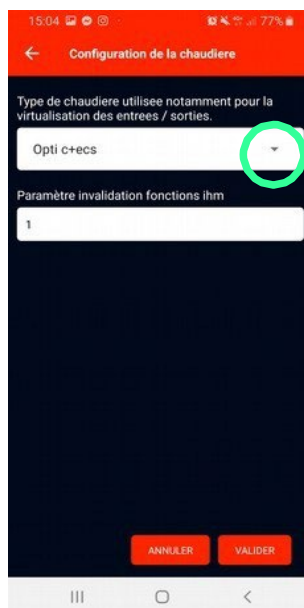 15:04 77%
Configuration de la chaudiere
Type de chaudiere utilisee notamment pour la
virtualisation des entrees / sorties.
Opti c+ecs
Paramètre invalidation fonctions ihm
1
ANNULER VALIDER